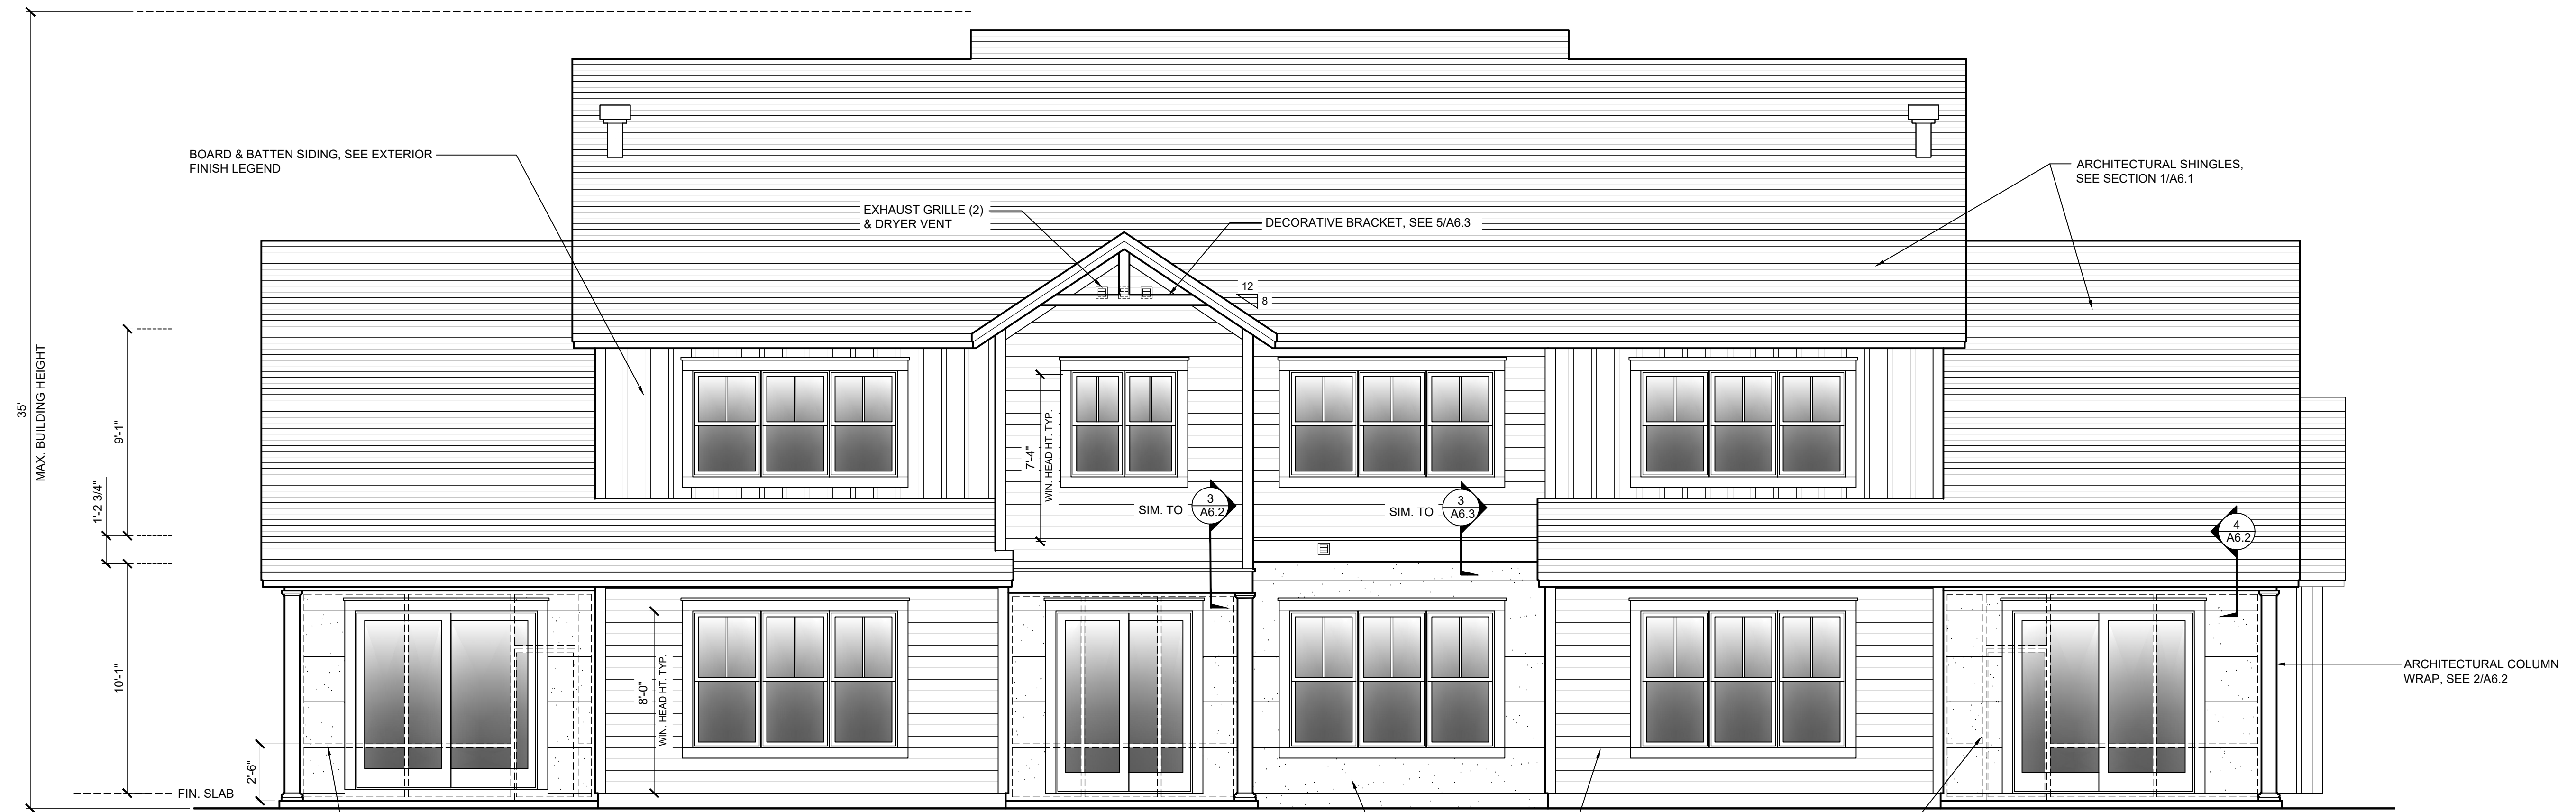 BOARD & BATTEN SIDING, SEE EXTERIOR
FINISH LEGEND
EXHAUST GRILLE (2)
& DRYER VENT
DECORATIVE BRACKET, SEE 5/A6.3
ARCHITECTURAL SHINGLES,
SEE SECTION 1/A6.1
12
8
35'
MAX. BUILDING HEIGHT
9'-1"
1'-2 3/4"
10'-1"
7'-4"
WIN. HEAD HT. TYP.
SIM. TO
3
A6.2
SIM. TO
3
A6.3
4
A6.2
8'-0"
WIN. HEAD HT. TYP.
ARCHITECTURAL COLUMN
WRAP, SEE 2/A6.2
2'-6"
FIN. SLAB